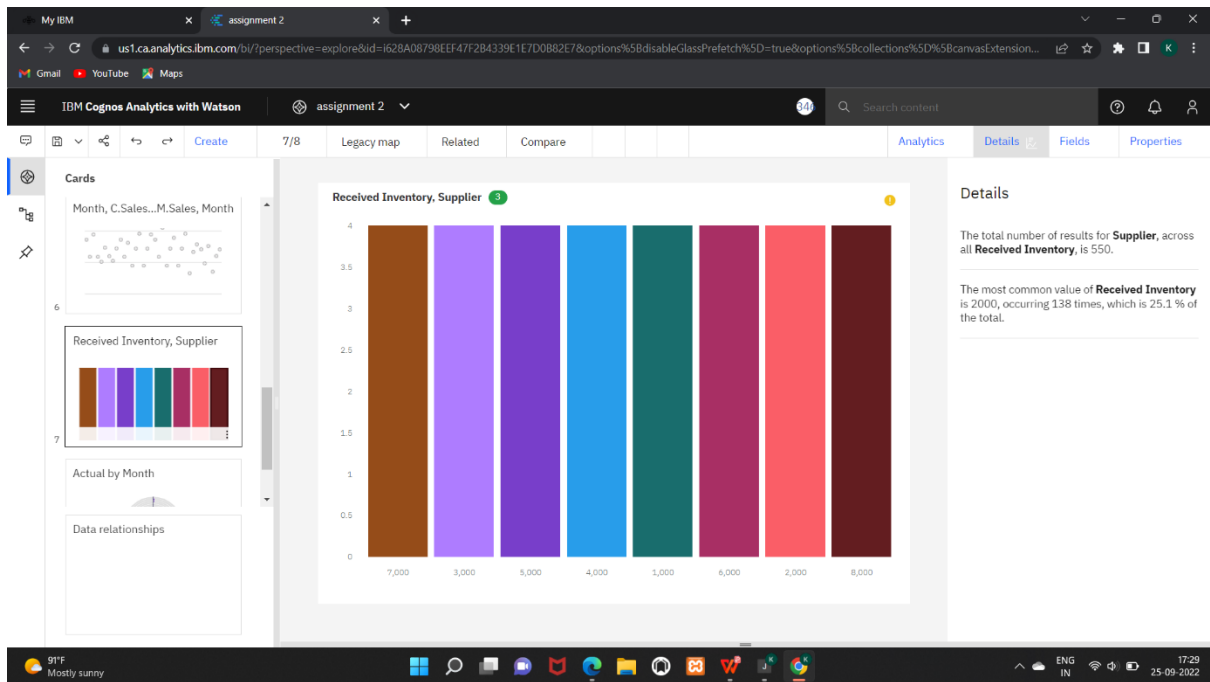 My IBM
assignment 2
us1.ca.analytics.ibm.com/bi/?perspective=explore&id=i628A08798EEF47F2B4339E1E7D0B82E7&options%5BdisableGlassPrefetch%5D=true&options%5Bcollections%5D%5BcanvasExtension...
K
Gmail YouTube Maps
IBM Cognos Analytics with Watson
assignment 2
Search content
Create
7/8
Legacy map
Related
Compare
Analytics
Details
Fields
Properties
Cards
Month, C.Sales...M.Sales, Month
6
Received Inventory, Supplier
7
Actual by Month
Data relationships
Received Inventory, Supplier 3
4
3.5
3
2.5
2
1.5
1
0.5
0
7,000 3,000 5,000 4,000 1,000 6,000 2,000 8,000
Details
The total number of results for Supplier, across
all Received Inventory, is 550.
The most common value of Received Inventory
is 2000, occurring 138 times, which is 25.1 % of
the total.
91°F
Mostly sunny
ENG
IN
17:29
25-09-2022